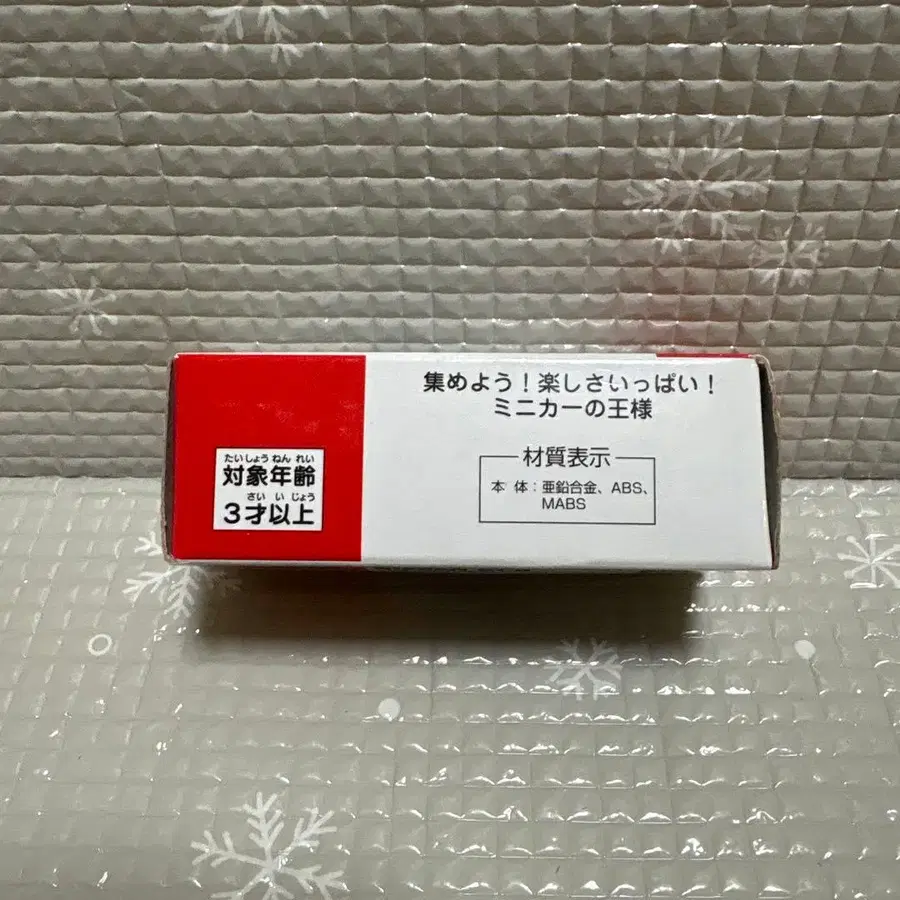 たいしょうねんれい
対象年齢
さい い じょう
3才以上
集めよう!楽しさいっぱい!
ミニカーの王様
材質表示
本 体:亜鉛合金、ABS、
MABS